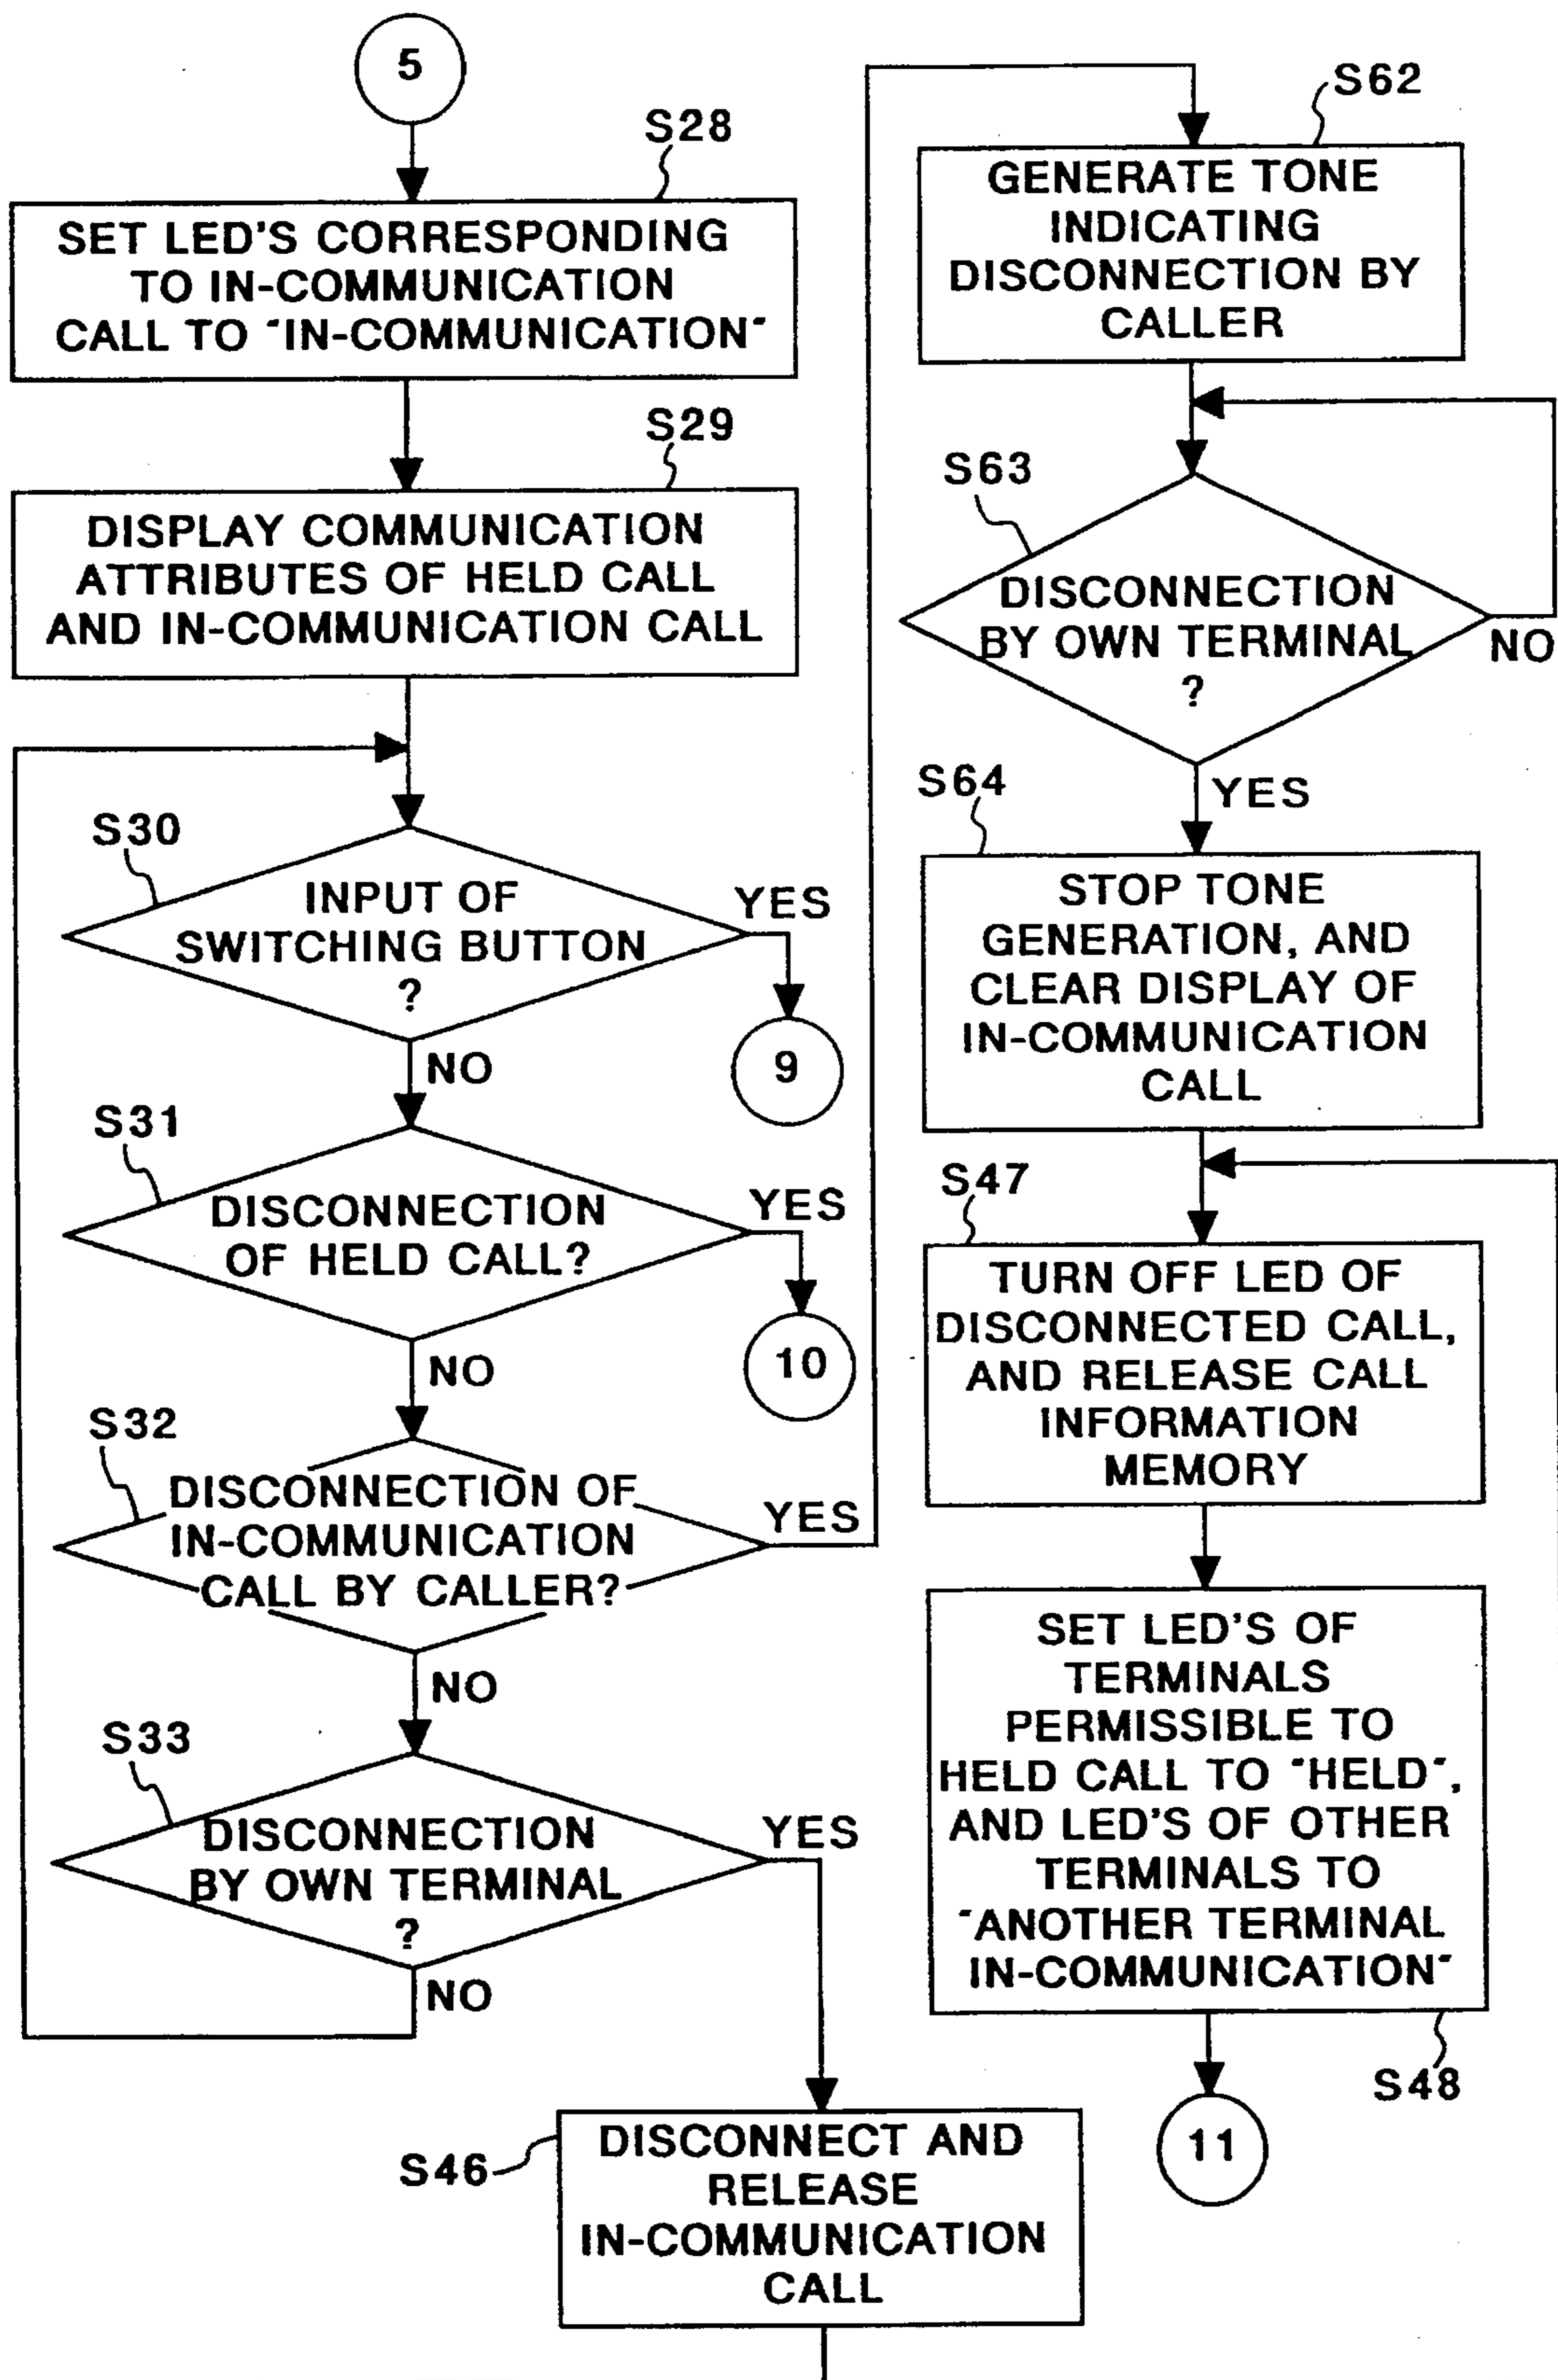 5
S28
SET LED'S CORRESPONDING
TO IN-COMMUNICATION
CALL TO "IN-COMMUNICATION"
S29
DISPLAY COMMUNICATION
ATTRIBUTES OF HELD CALL
AND IN-COMMUNICATION CALL
S30
INPUT OF
SWITCHING BUTTON
?
YES
9
NO
S31
DISCONNECTION
OF HELD CALL?
YES
10
NO
S32
DISCONNECTION OF
IN-COMMUNICATION
CALL BY CALLER?
YES
NO
S33
DISCONNECTION
BY OWN TERMINAL
?
YES
NO
S46
DISCONNECT AND
RELEASE
IN-COMMUNICATION
CALL
S62
GENERATE TONE
INDICATING
DISCONNECTION BY
CALLER
S63
DISCONNECTION
BY OWN TERMINAL
?
NO
YES
S64
STOP TONE
GENERATION, AND
CLEAR DISPLAY OF
IN-COMMUNICATION
CALL
S47
TURN OFF LED OF
DISCONNECTED CALL,
AND RELEASE CALL
INFORMATION
MEMORY
SET LED'S OF
TERMINALS
PERMISSIBLE TO
HELD CALL TO "HELD",
AND LED'S OF OTHER
TERMINALS TO
"ANOTHER TERMINAL
IN-COMMUNICATION"
S48
11